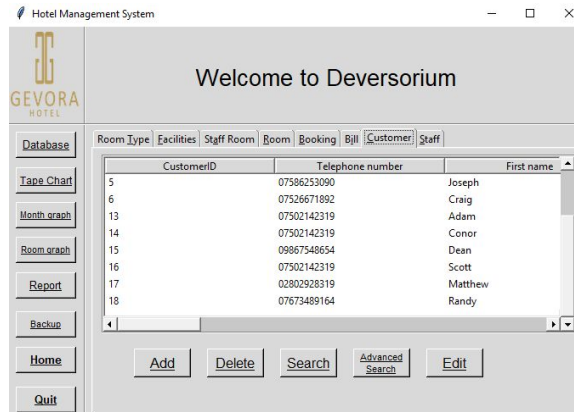 Hotel Management System
GEVORA
HOTEL
Welcome to Deversorium
Database
Tape Chart
Month graph
Room graph
Report
Backup
Home
Quit
Room Type Facilities Staff Room Room Booking Bill Customer Staff
CustomerID Telephone number First name
5 07586253090 Joseph
6 07526671892 Craig
13 07502142319 Adam
14 07502142319 Conor
15 09867548654 Dean
16 07502142319 Scott
17 02802928319 Matthew
18 07673489164 Randy
Add Delete Search Advanced Search Edit